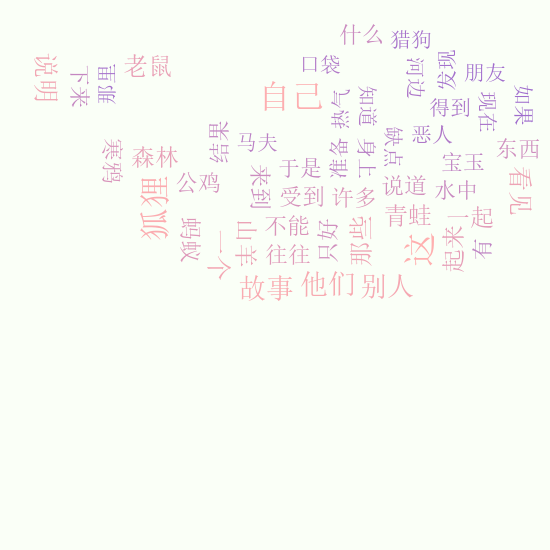 什么
猎狗
说明
下来
雨雅
老鼠
口袋
河边
发现
朋友
自己
热气
知道
得到
现在
如果
寒鸦
森林
结果
马夫
准备
身上
缺点
恶人
宝玉
东西
狐狸
公鸡
来到
于是
受到
许多
说道
水中
看见
蚂蚁
一个
山羊
不能
往往
只好
那些
青蛙
这
起来
一起
有
故事
他们
别人